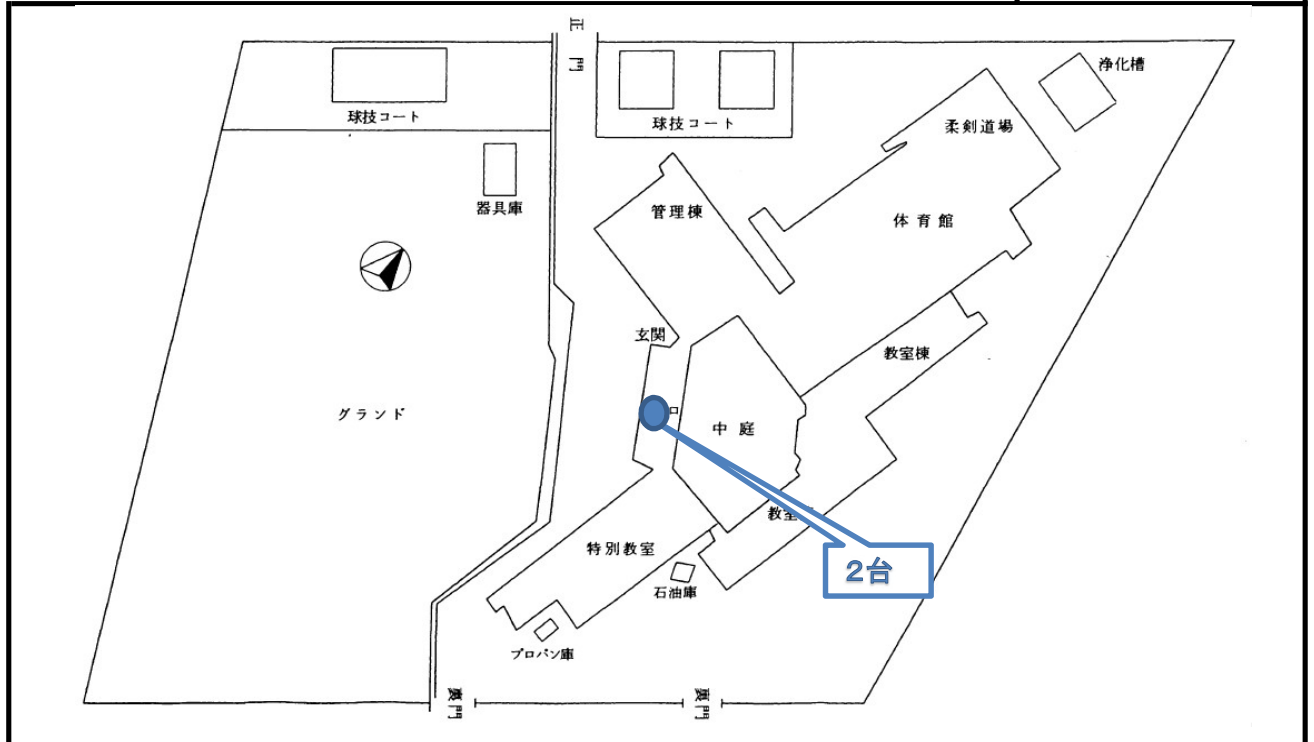 正門
浄化槽
球技コート
球技コート
柔剣道場
器具庫
管理棟
体育館
玄関
教室棟
グランド
中庭
教室
特別教室
2台
石油庫
プロパン庫
裏門
裏門